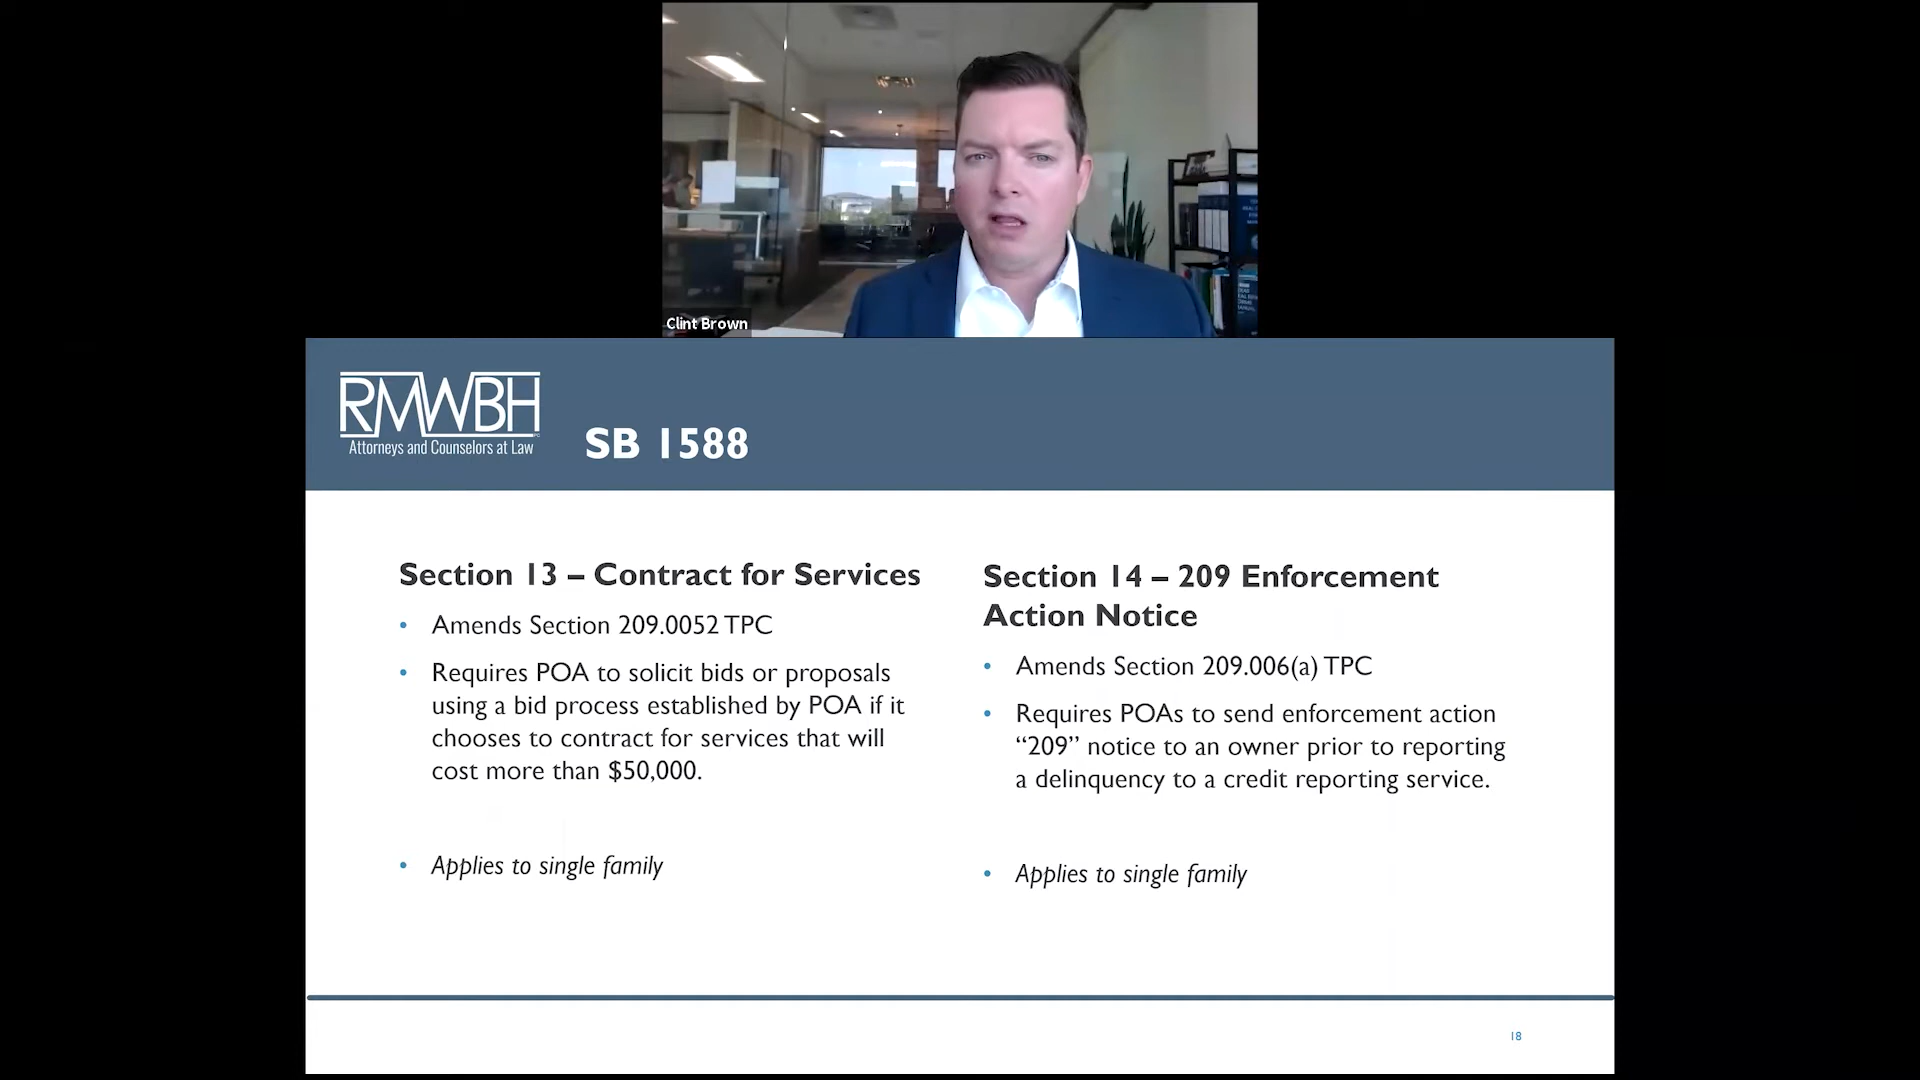 Clint Brown
RMWBH
Attorneys and Counselors at Law
SB 1588
Section 13 – Contract for Services
• Amends Section 209.0052 TPC
• Requires POA to solicit bids or proposals
using a bid process established by POA if it
chooses to contract for services that will
cost more than $50,000.
• Applies to single family
Section 14 – 209 Enforcement
Action Notice
• Amends Section 209.006(a) TPC
• Requires POAs to send enforcement action
“209” notice to an owner prior to reporting
a delinquency to a credit reporting service.
• Applies to single family
18